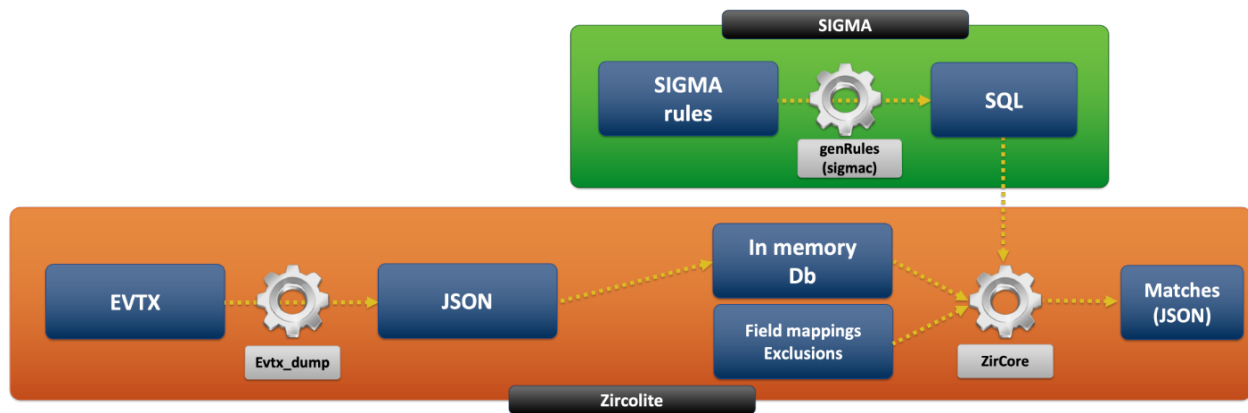 SIGMA
SIGMA
rules
SQL
genRules
(sigmac)
EVTX
Evtx_dump
JSON
In memory
Db
Field mappings
Exclusions
ZirCore
Matches
(JSON)
Zircolite